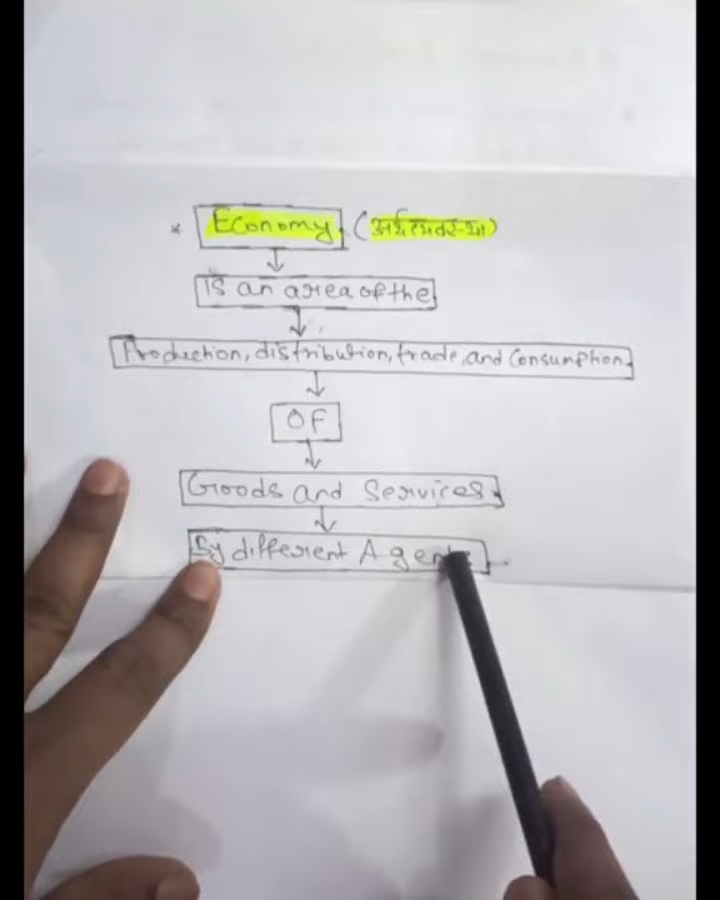 * Economy (अर्थव्यवस्था)
is an area of the
Production, distribution, trade, and Consumption
OF
Goods and Services
By different Agents